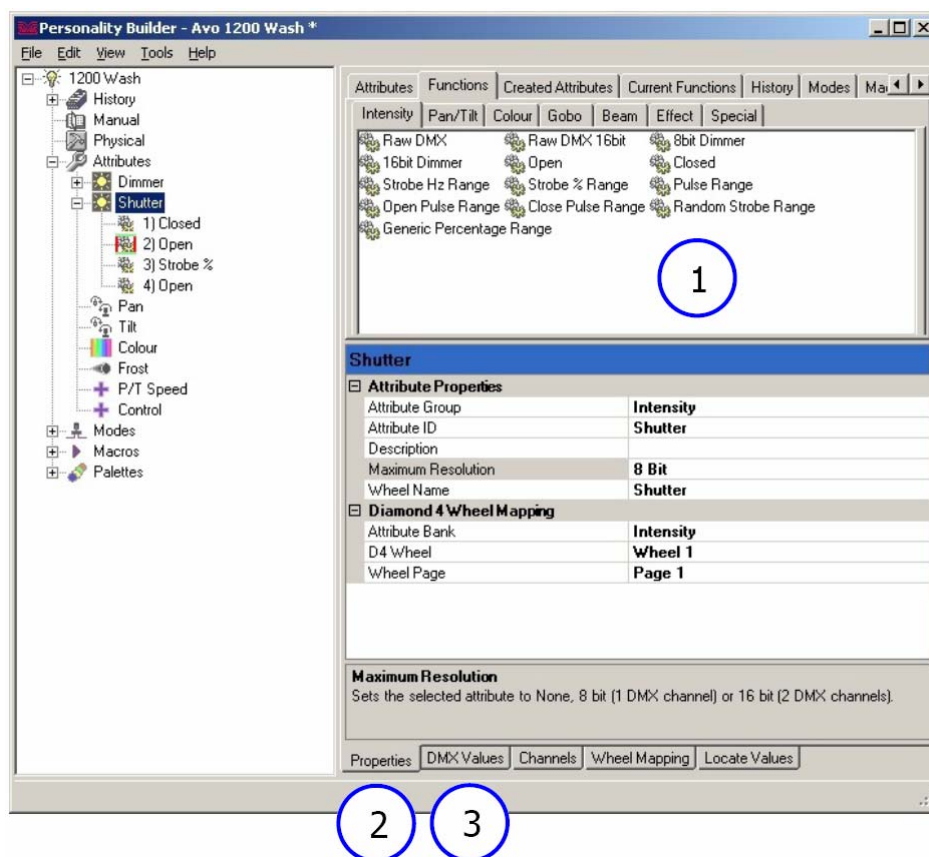 Personality Builder - Avo 1200 Wash *
File Edit View Tools Help
1200 Wash
History
Manual
Physical
Attributes
Dimmer
Shutter
1) Closed
2) Open
3) Strobe %
4) Open
Pan
Tilt
Colour
Frost
P/T Speed
Control
Modes
Macros
Palettes
Attributes Functions Created Attributes Current Functions History Modes
Intensity Pan/Tilt Colour Gobo Beam Effect Special
Raw DMX Raw DMX 16bit 8bit Dimmer
16bit Dimmer Open Closed
Strobe Hz Range Strobe % Range Pulse Range
Open Pulse Range Close Pulse Range Random Strobe Range
Generic Percentage Range
1
Shutter
Attribute Properties
Attribute Group Intensity
Attribute ID Shutter
Description
Maximum Resolution 8 Bit
Wheel Name Shutter
Diamond 4 Wheel Mapping
Attribute Bank Intensity
D4 Wheel Wheel 1
Wheel Page Page 1
Maximum Resolution
Sets the selected attribute to None, 8 bit (1 DMX channel) or 16 bit (2 DMX channels).
Properties DMX Values Channels Wheel Mapping Locate Values
2 3